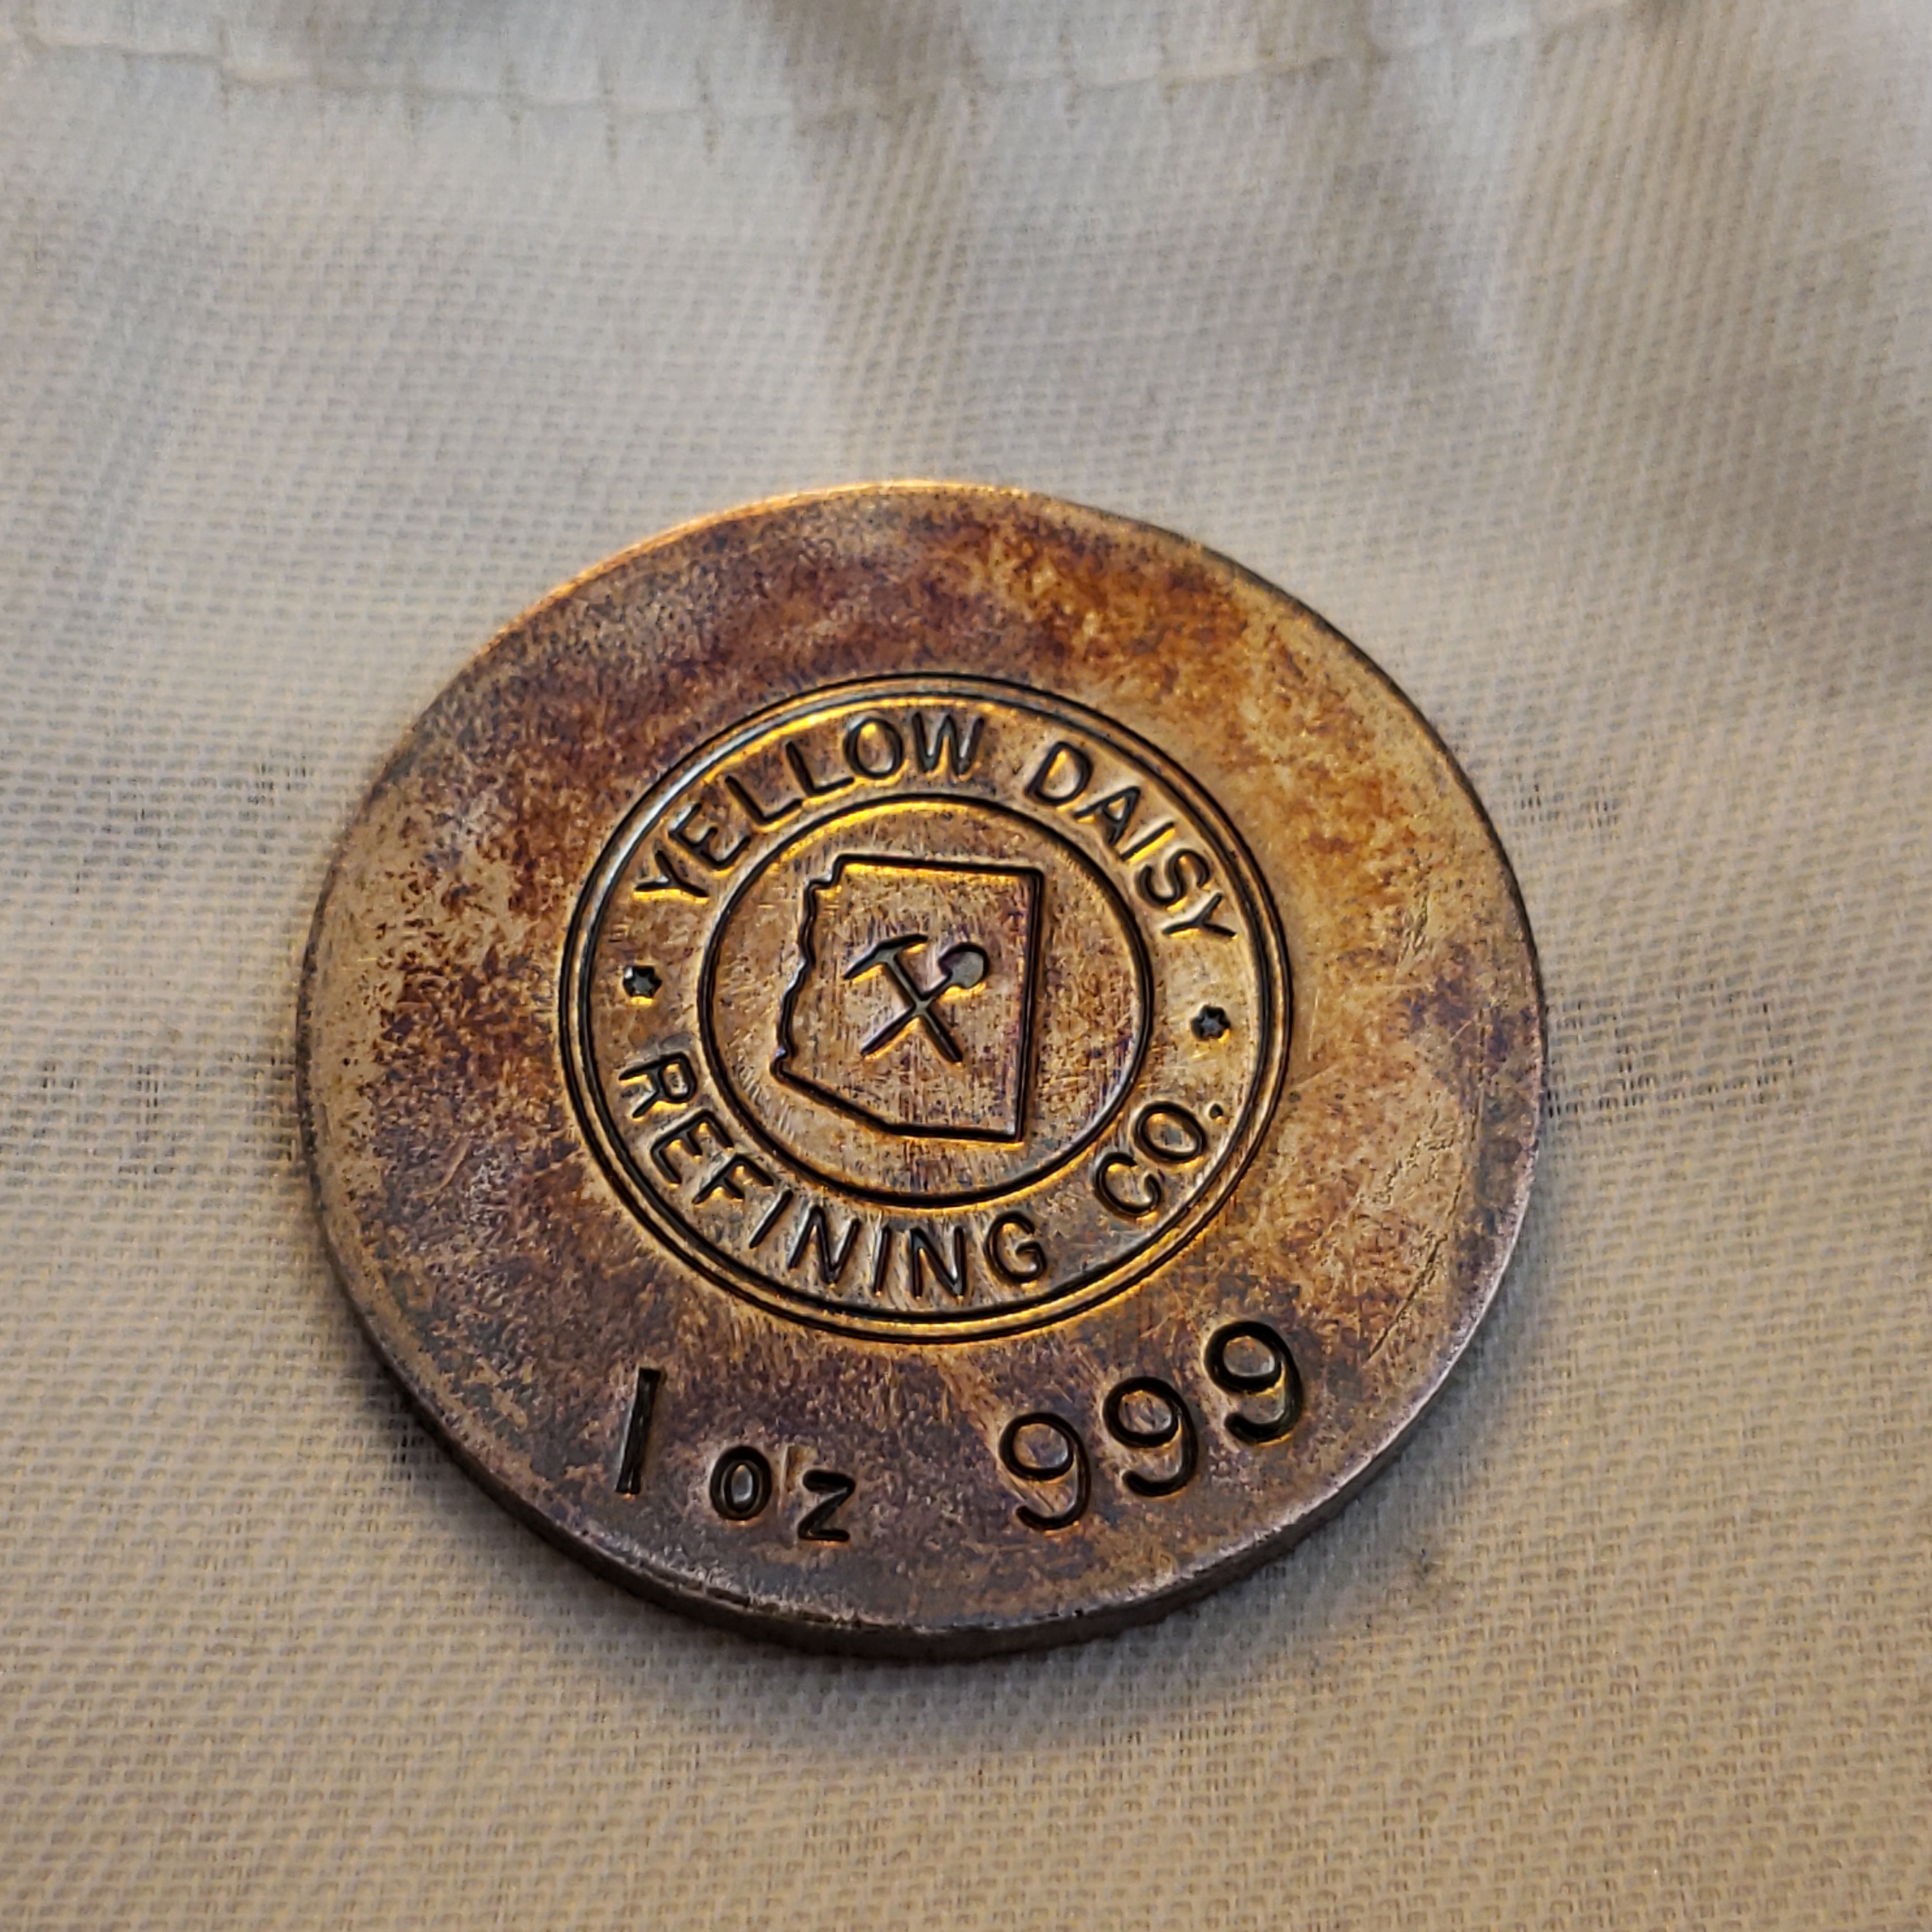 YELLOW DAISY
REFINING CO.
1 oz 999